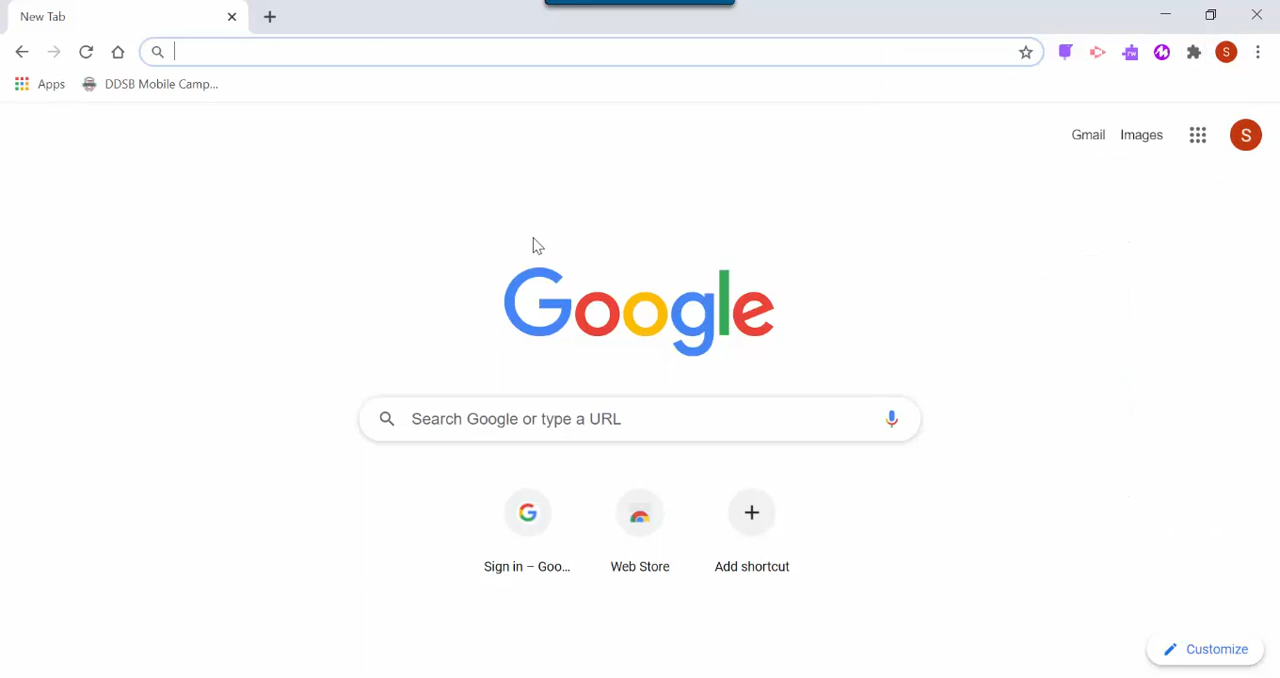 New Tab
Apps DDSB Mobile Camp...
Gmail Images S
Google
Search Google or type a URL
Sign in – Goo... Web Store Add shortcut
Customize